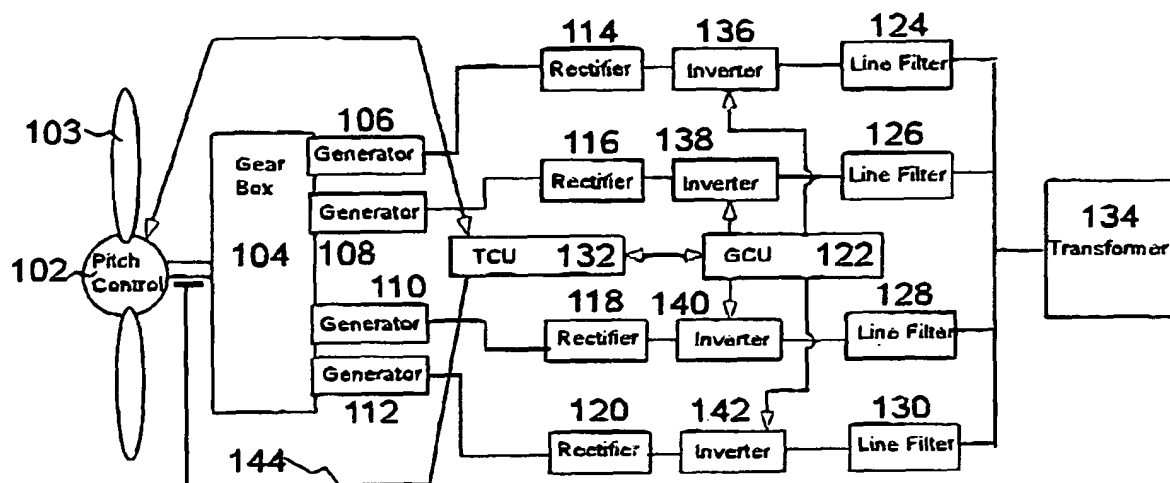 114
136
124
Rectifier
Inverter
Line Filter
103
106
Generator
116
138
126
Gear
Box
Rectifier
Inverter
Line Filter
Generator
134
Transformer
102
Pitch
Control
104
108
TCU 132
GCU 122
110
118
140
128
Generator
Rectifier
Inverter
Line Filter
Generator
112
120
142
130
Rectifier
Inverter
Line Filter
144